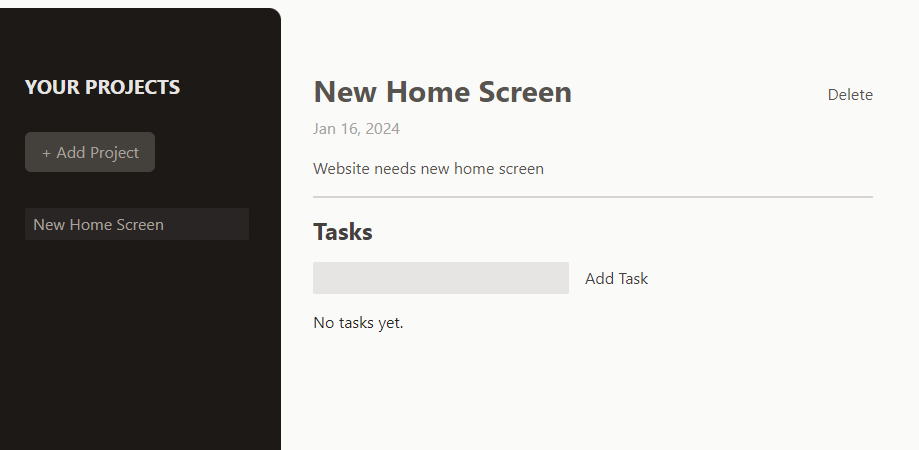 YOUR PROJECTS
+ Add Project
New Home Screen
New Home Screen
Delete
Jan 16, 2024
Website needs new home screen
Tasks
Add Task
No tasks yet.